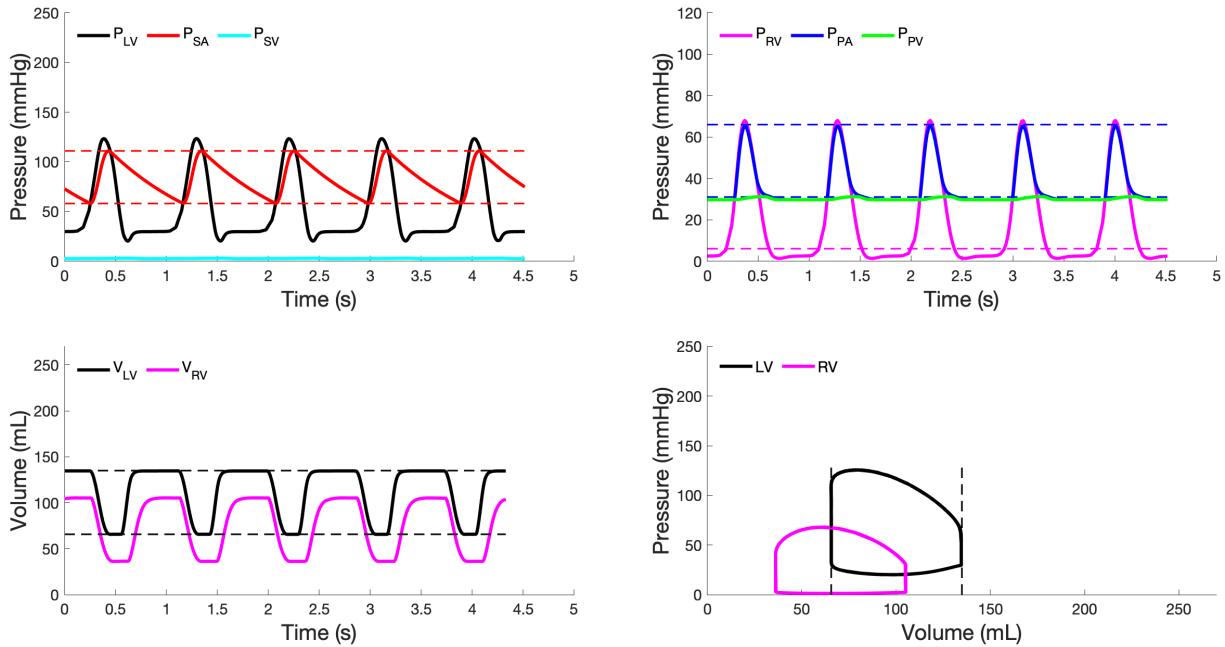 P_LV P_SA P_SV
Pressure (mmHg)
250
200
150
100
50
0
0 0.5 1 1.5 2 2.5 3 3.5 4 4.5 5
Time (s)
P_RV P_PA P_PV
Pressure (mmHg)
120
100
80
60
40
20
0
0 0.5 1 1.5 2 2.5 3 3.5 4 4.5 5
Time (s)
V_LV V_RV
Volume (mL)
250
200
150
100
50
0
0 0.5 1 1.5 2 2.5 3 3.5 4 4.5 5
Time (s)
LV RV
Pressure (mmHg)
250
200
150
100
50
0
0 50 100 150 200 250
Volume (mL)